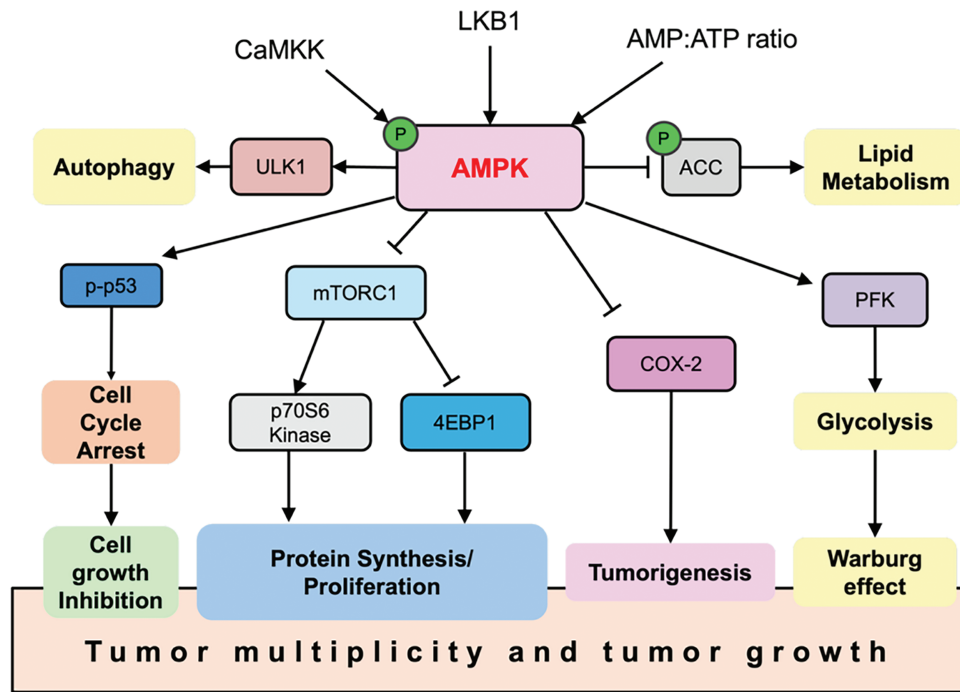 LKB1
CaMKK
AMP:ATP ratio
P
P
Autophagy
ULK1
AMPK
ACC
Lipid
Metabolism
p-p53
mTORC1
PFK
COX-2
Cell
Cycle
Arrest
p70S6
Kinase
4EBP1
Glycolysis
Cell
growth
Inhibition
Protein Synthesis/
Proliferation
Tumorigenesis
Warburg
effect
Tumor multiplicity and tumor growth